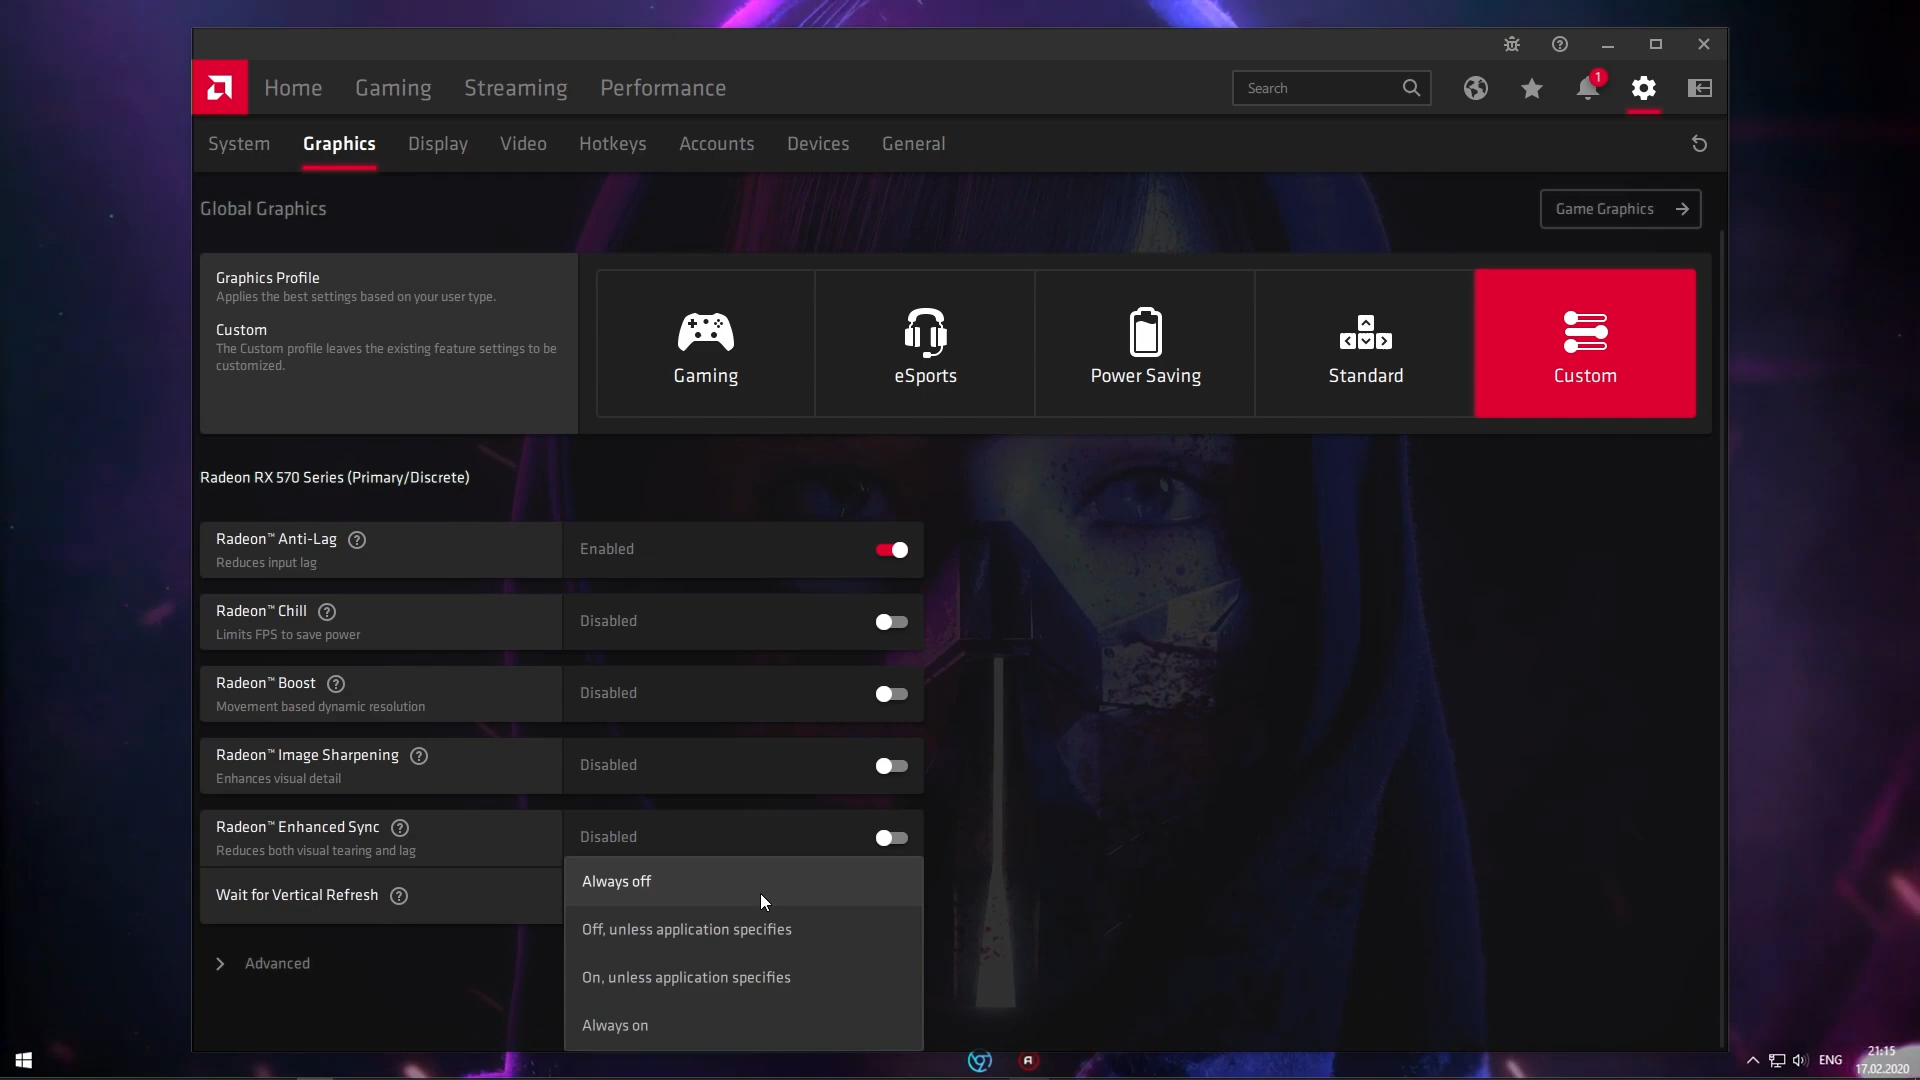 1
Home Gaming Streaming Performance Search
System Graphics Display Video Hotkeys Accounts Devices General
Global Graphics Game Graphics
Graphics Profile
Applies the best settings based on your user type.
Custom
The Custom profile leaves the existing feature settings to be
customized.
Gaming eSports Power Saving Standard Custom
Radeon RX 570 Series (Primary/Discrete)
Radeon™ Anti-Lag ? Enabled
Reduces input lag
Radeon™ Chill ? Disabled
Limits FPS to save power
Radeon™ Boost ? Disabled
Movement based dynamic resolution
Radeon™ Image Sharpening ? Disabled
Enhances visual detail
Radeon™ Enhanced Sync ? Disabled
Reduces both visual tearing and lag
Wait for Vertical Refresh ?
Always off
Off, unless application specifies
On, unless application specifies
Always on
Advanced
ENG
21:15
17.02.2020